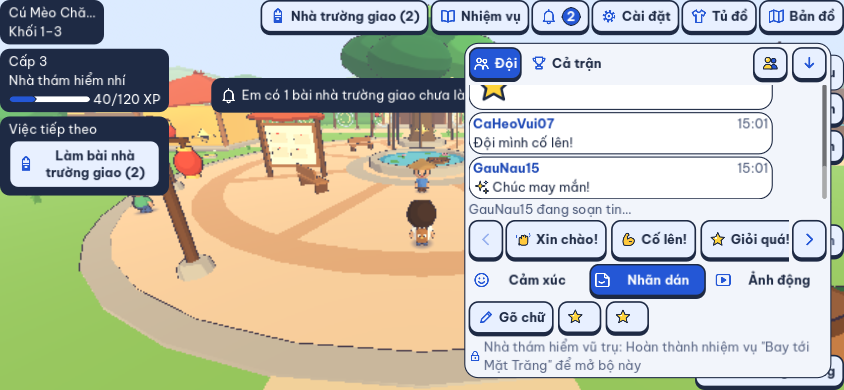 Cú Mèo Chă...
Khối 1–3
Nhà trường giao (2)
Nhiệm vụ
2
Cài đặt
Tủ đồ
Bản đồ
Cấp 3
Nhà thám hiểm nhí
40/120 XP
Việc tiếp theo
Làm bài nhà
trường giao (2)
Em có 1 bài nhà trường giao chưa là
Đội
Cả trận
CaHeoVui07 15:01
Đội mình cố lên!
GauNau15 15:01
Chúc may mắn!
GauNau15 đang soạn tin...
Xin chào!
Cố lên!
Giỏi quá!
Cảm xúc
Nhãn dán
Ảnh động
Gõ chữ
Nhà thám hiểm vũ trụ: Hoàn thành nhiệm vụ "Bay tới
Mặt Trăng" để mở bộ này